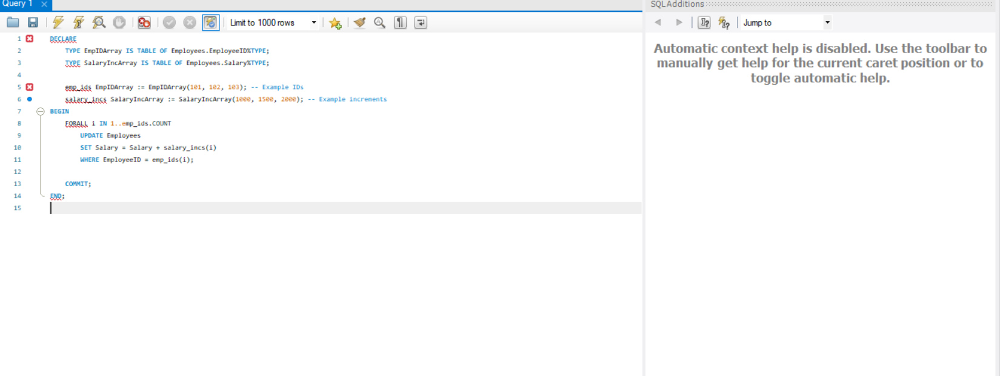 Query 1
SQLAdditions
Limit to 1000 rows
Jump to
1 DECLARE
2 TYPE EmpIDArray IS TABLE OF Employees.EmployeeID%TYPE;
3 TYPE SalaryIncArray IS TABLE OF Employees.Salary%TYPE;
4
5 emp_ids EmpIDArray := EmpIDArray(101, 102, 103); -- Example IDs
6 salary_incs SalaryIncArray := SalaryIncArray(1000, 1500, 2000); -- Example increments
7 BEGIN
8 FORALL i IN 1..emp_ids.COUNT
9 UPDATE Employees
10 SET Salary = Salary + salary_incs(i)
11 WHERE EmployeeID = emp_ids(i);
12
13 COMMIT;
14 END;
15
Automatic context help is disabled. Use the toolbar to
manually get help for the current caret position or to
toggle automatic help.